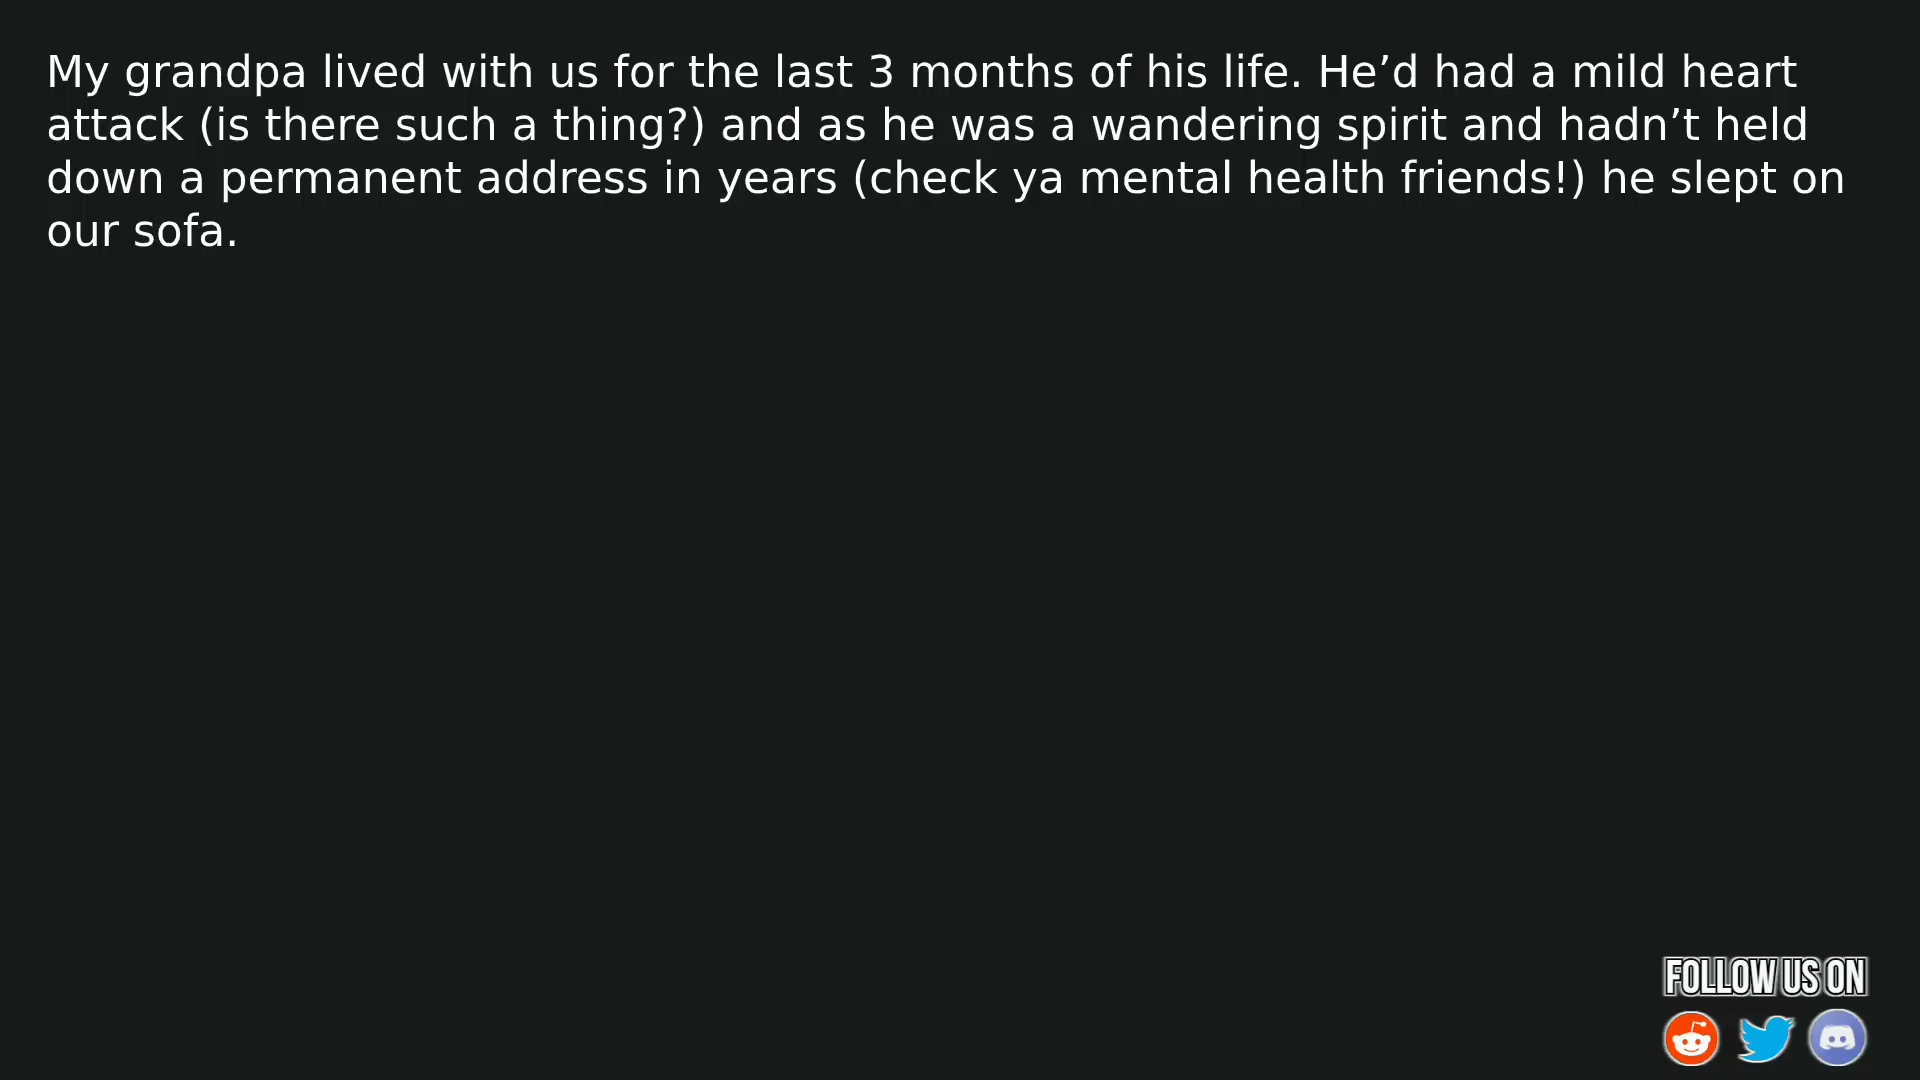 My grandpa lived with us for the last 3 months of his life. He’d had a mild heart
attack (is there such a thing?) and as he was a wandering spirit and hadn’t held
down a permanent address in years (check ya mental health friends!) he slept on
our sofa.
FOLLOW US ON